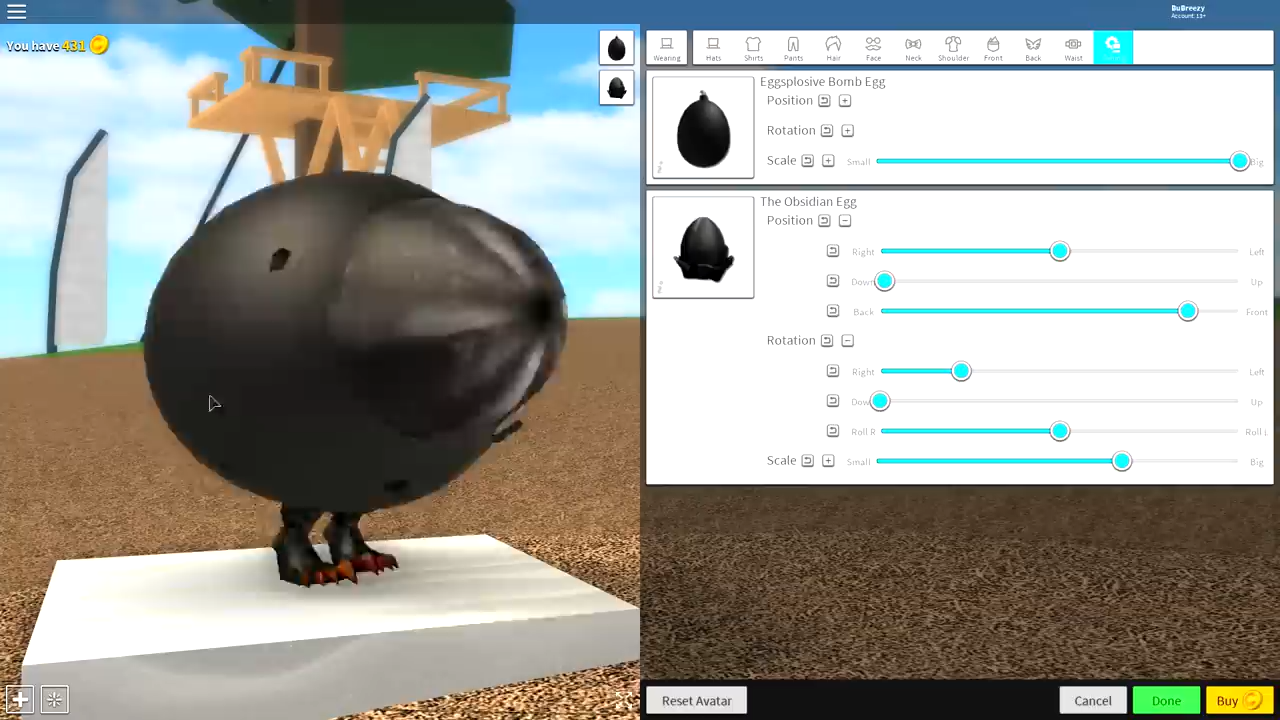 BuBreezy
Account: 13+
You have 431
Wearing Hats Shirts Pants Hair Face Neck Shoulder Front Back Waist
Eggsplosive Bomb Egg
Position
Rotation
Scale Small Big
The Obsidian Egg
Position
Right Left
Down Up
Back Front
Rotation
Right Left
Down Up
Roll R Roll L
Scale Small Big
Reset Avatar Cancel Done Buy